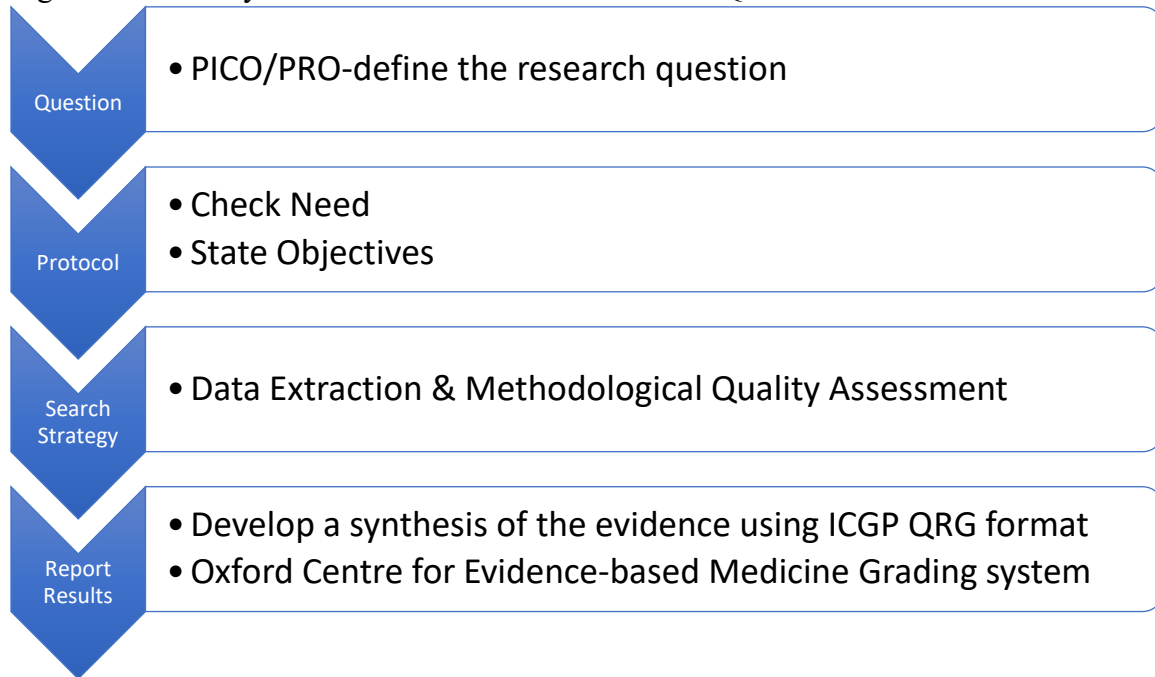 Question
• PICO/PRO-define the research question
Protocol
• Check Need
• State Objectives
Search
Strategy
• Data Extraction & Methodological Quality Assessment
Report
Results
• Develop a synthesis of the evidence using ICGP QRG format
• Oxford Centre for Evidence-based Medicine Grading system